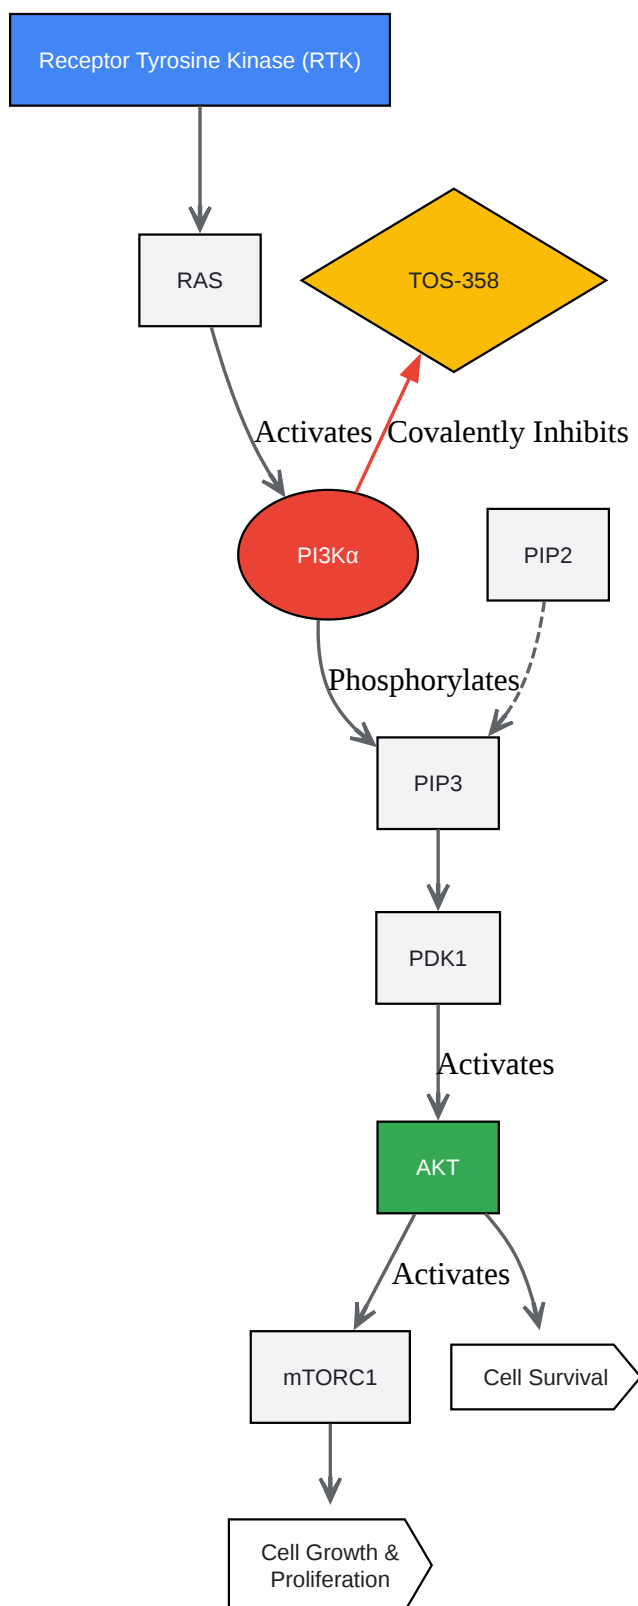 Receptor Tyrosine Kinase (RTK)
RAS
TOS-358
Activates
Covalently Inhibits
PI3Kα
PIP2
Phosphorylates
PIP3
PDK1
Activates
AKT
Activates
mTORC1
Cell Survival
Cell Growth &
Proliferation